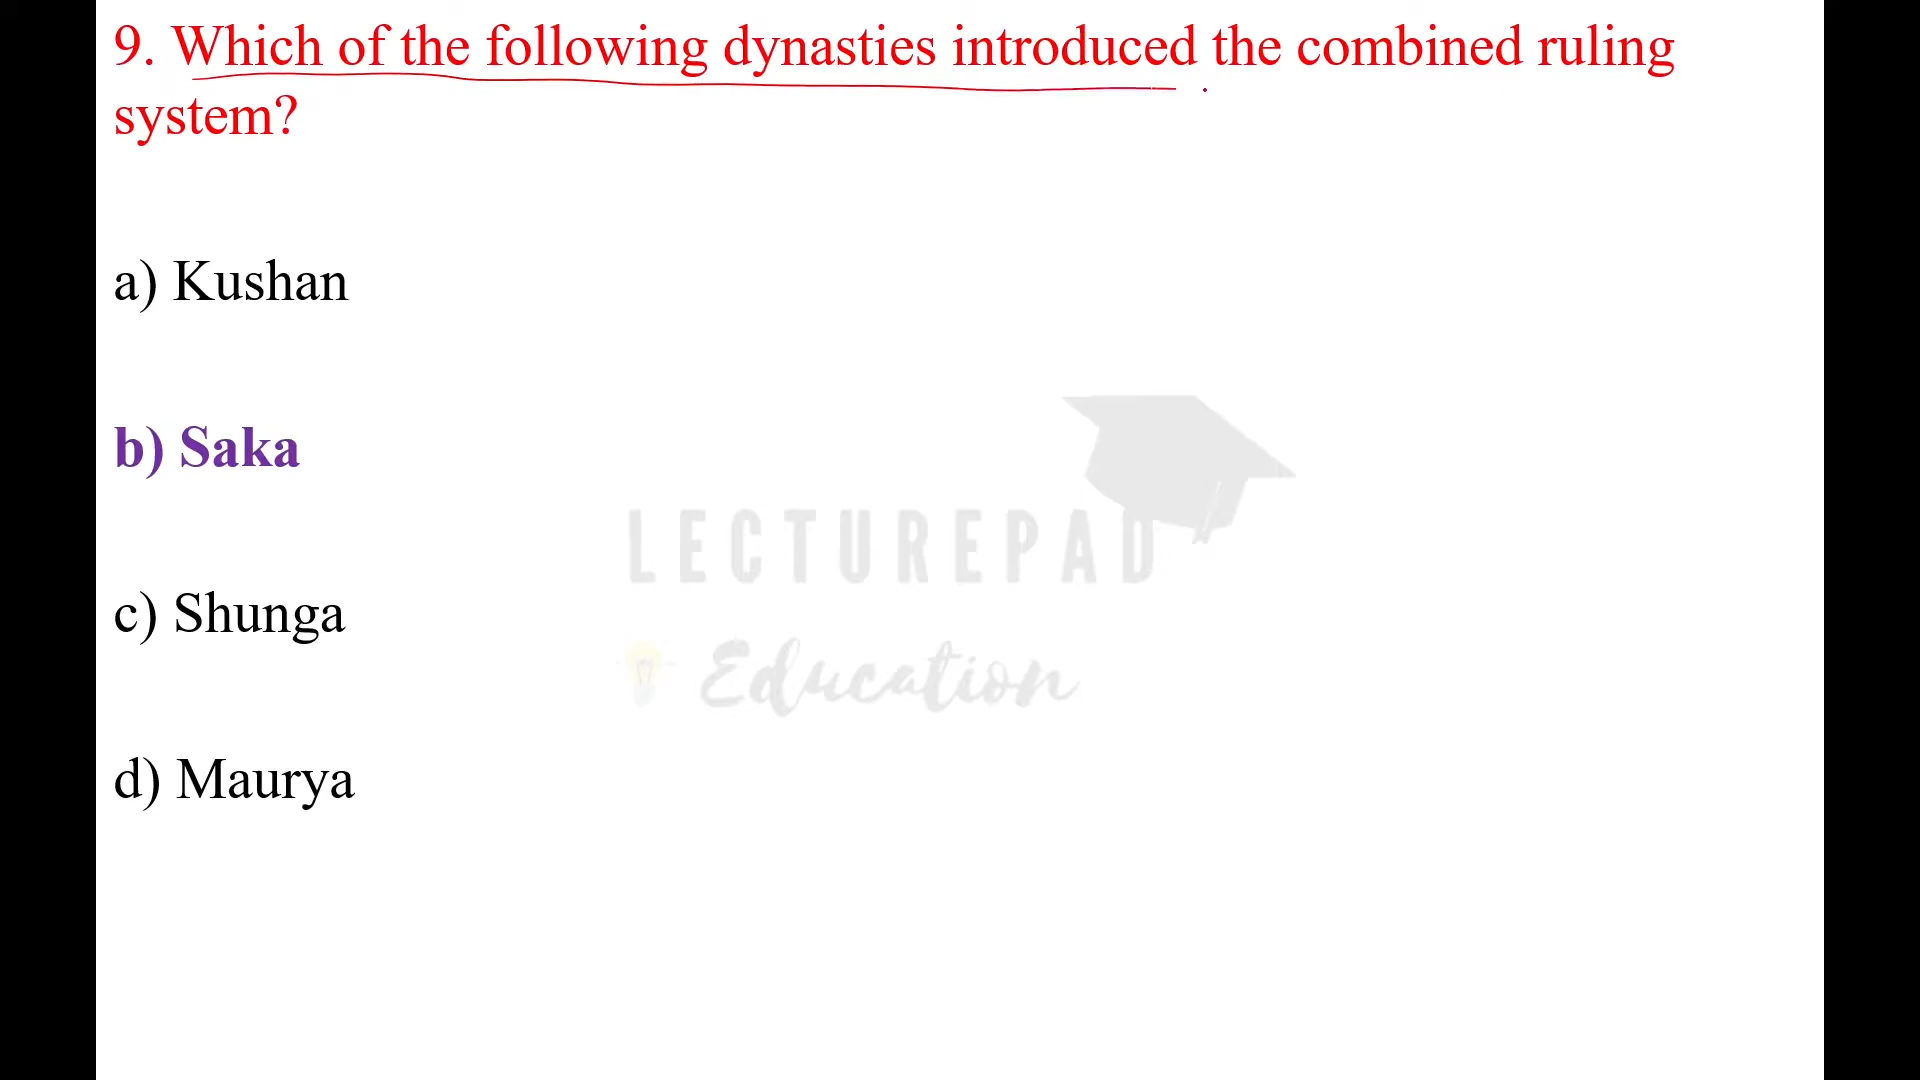 9. Which of the following dynasties introduced the combined ruling
system?
a) Kushan
b) Saka
LECTUREPAD
c) Shunga
Education
d) Maurya